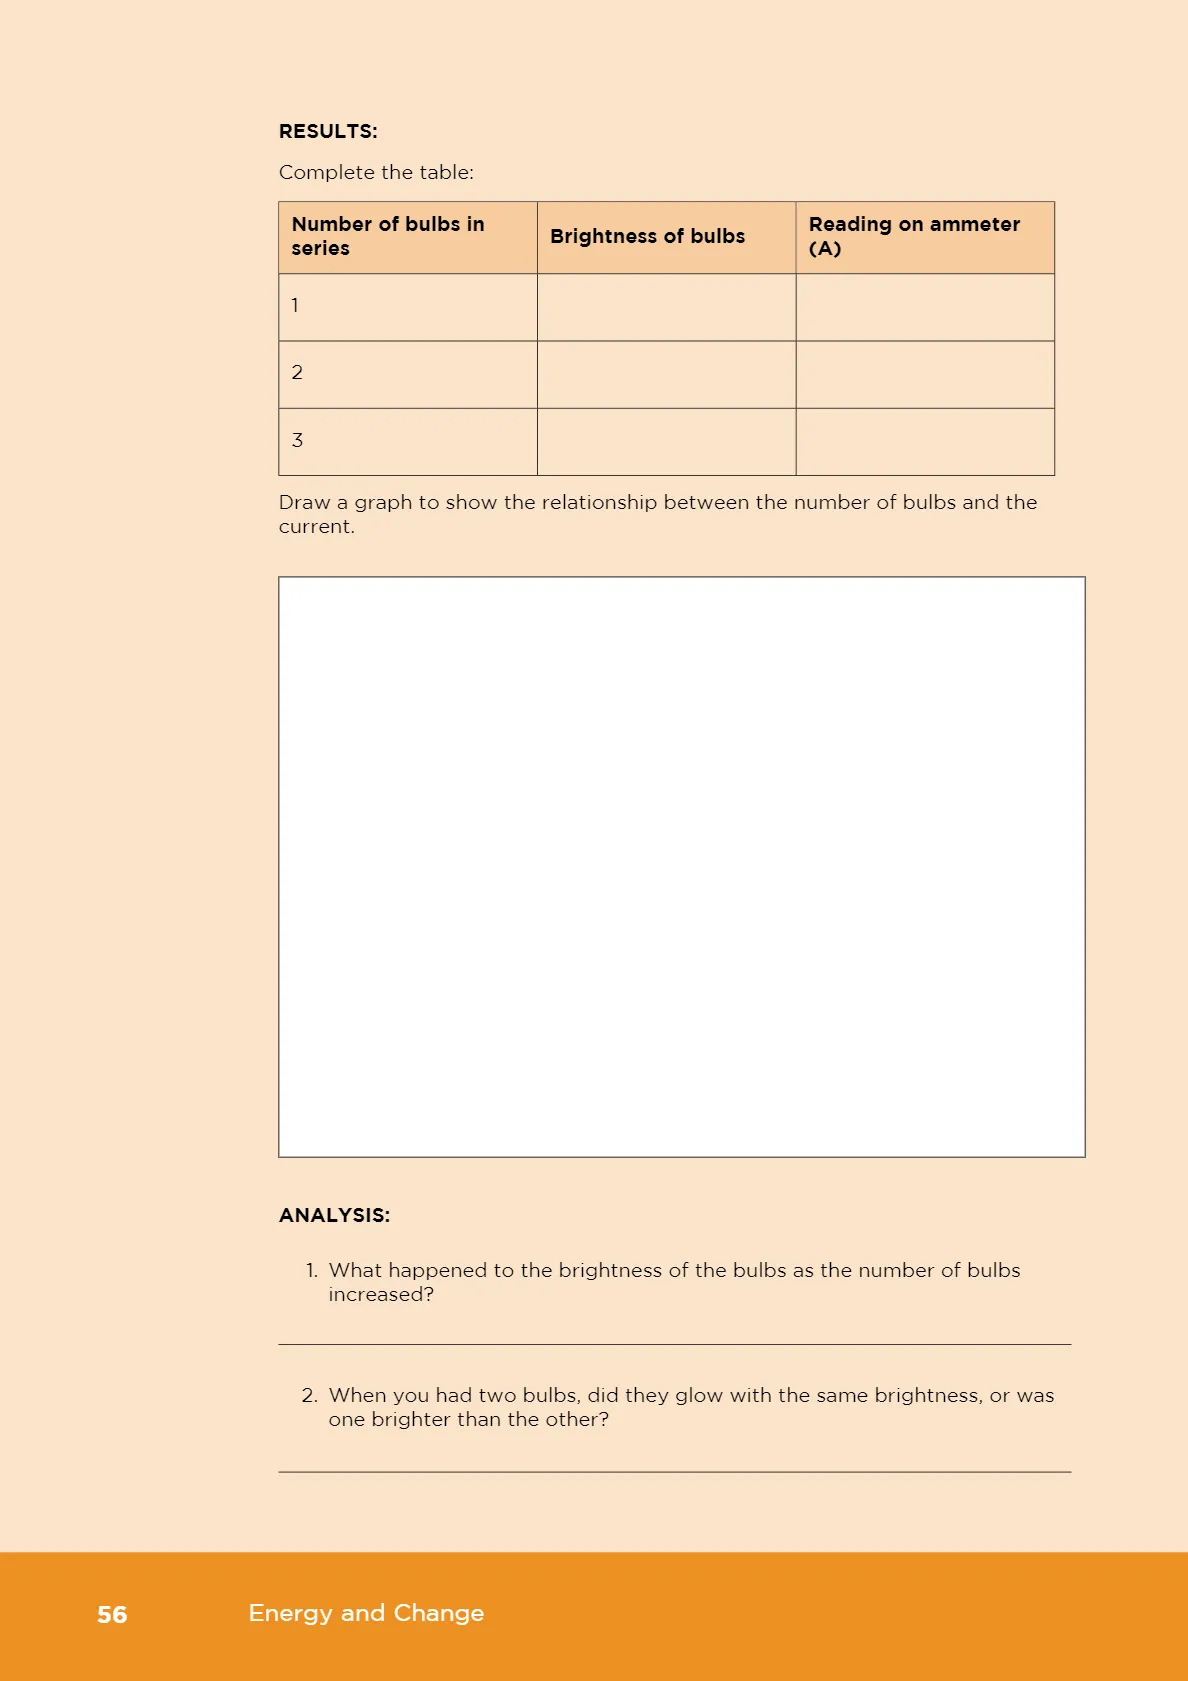 RESULTS:
Complete the table:
Number of bulbs in
series
Brightness of bulbs
Reading on ammeter
(A)
1
2
3
Draw a graph to show the relationship between the number of bulbs and the
current.
ANALYSIS:
1. What happened to the brightness of the bulbs as the number of bulbs
increased?
2. When you had two bulbs, did they glow with the same brightness, or was
one brighter than the other?
56 Energy and Change